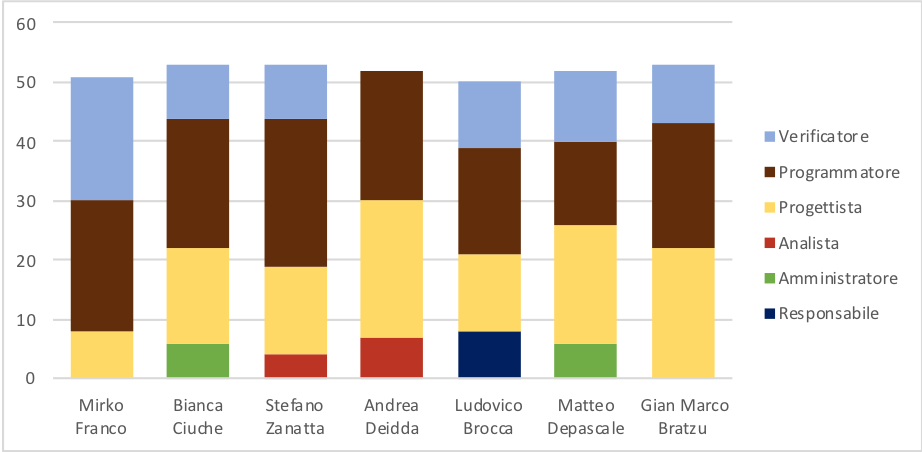 60
50
40
30
20
10
0
Mirko
Franco
Bianca
Ciuche
Stefano
Zanatta
Andrea
Deidda
Ludovico
Brocca
Matteo
Depascale
Gian Marco
Bratzu
Verificatore
Programmatore
Progettista
Analista
Amministratore
Responsabile